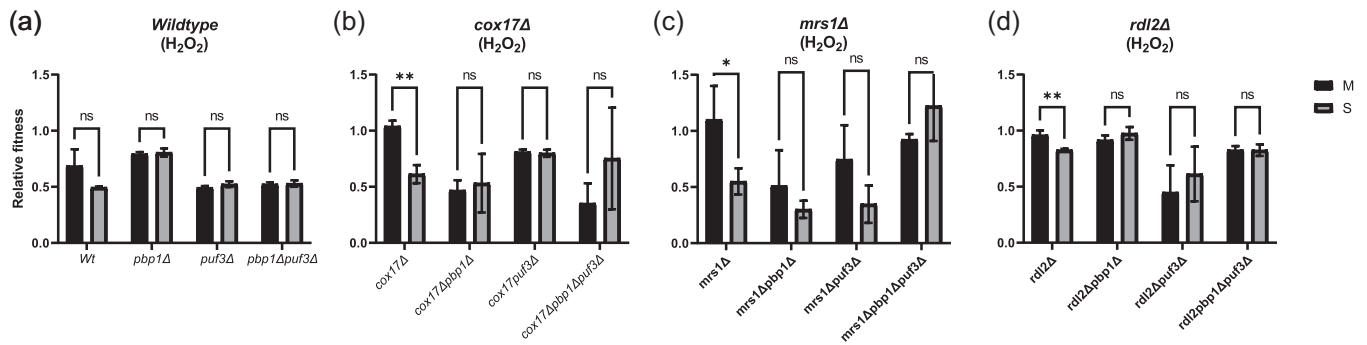 (a)
Wildtype
(H₂O₂)
Relative fitness
1.5
1.0
0.5
0.0
ns
ns
ns
ns
Wt
pbp1Δ
puf3Δ
pbp1Δpuf3Δ
(b)
cox17Δ
(H₂O₂)
1.5
1.0
0.5
0.0
**
ns
ns
ns
cox17Δ
cox17Δpbp1Δ
cox17puf3Δ
cox17Δpbp1Δpuf3Δ
(c)
mrs1Δ
(H₂O₂)
1.5
1.0
0.5
0.0
*
ns
ns
ns
mrs1Δ
mrs1Δpbp1Δ
mrs1Δpuf3Δ
mrs1Δpbp1Δpuf3Δ
(d)
rdl2Δ
(H₂O₂)
1.5
1.0
0.5
0.0
**
ns
ns
ns
rdl2Δ
rdl2Δpbp1Δ
rdl2Δpuf3Δ
rdl2pbp1Δpuf3Δ
M
S